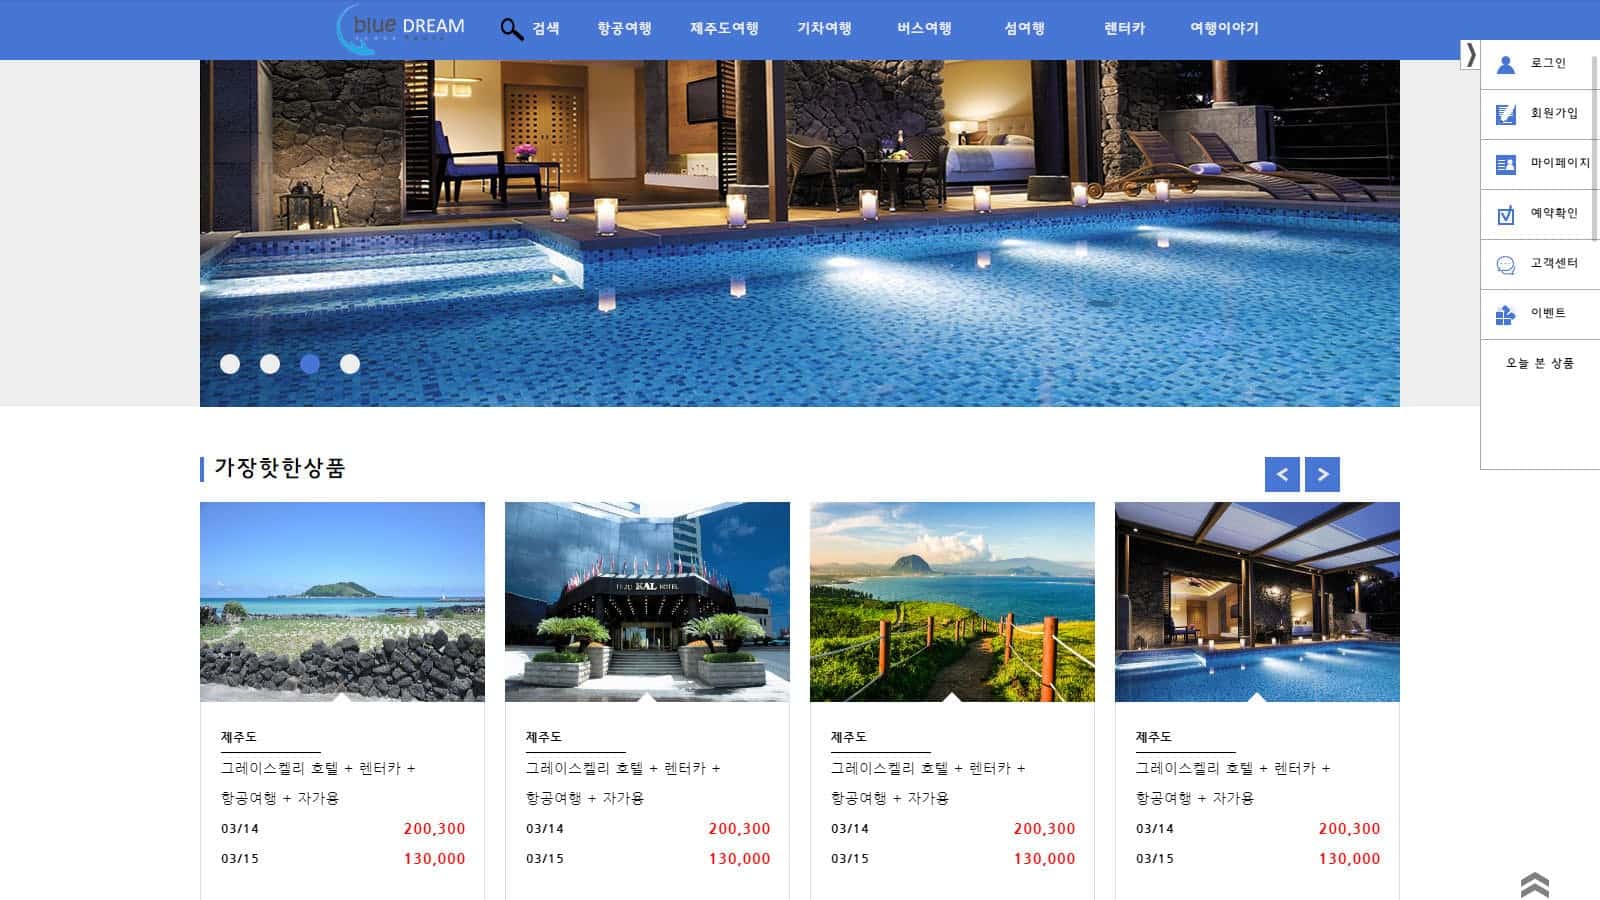 blue DREAM
검색 항공여행 제주도여행 기차여행 버스여행 섬여행 렌터카 여행이야기
로그인
회원가입
마이페이지
예약확인
고객센터
이벤트
오늘 본 상품
가장핫한상품
KAL HOTEL
제주도
그레이스켈리 호텔 + 렌터카 +
항공여행 + 자가용
03/14 200,300
03/15 130,000
제주도
그레이스켈리 호텔 + 렌터카 +
항공여행 + 자가용
03/14 200,300
03/15 130,000
제주도
그레이스켈리 호텔 + 렌터카 +
항공여행 + 자가용
03/14 200,300
03/15 130,000
제주도
그레이스켈리 호텔 + 렌터카 +
항공여행 + 자가용
03/14 200,300
03/15 130,000